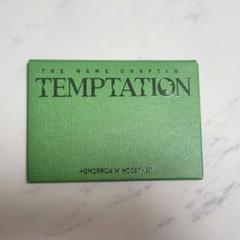 THE NAME CHAPTER
TEMPTATION
TOMORROW X TOGETHER